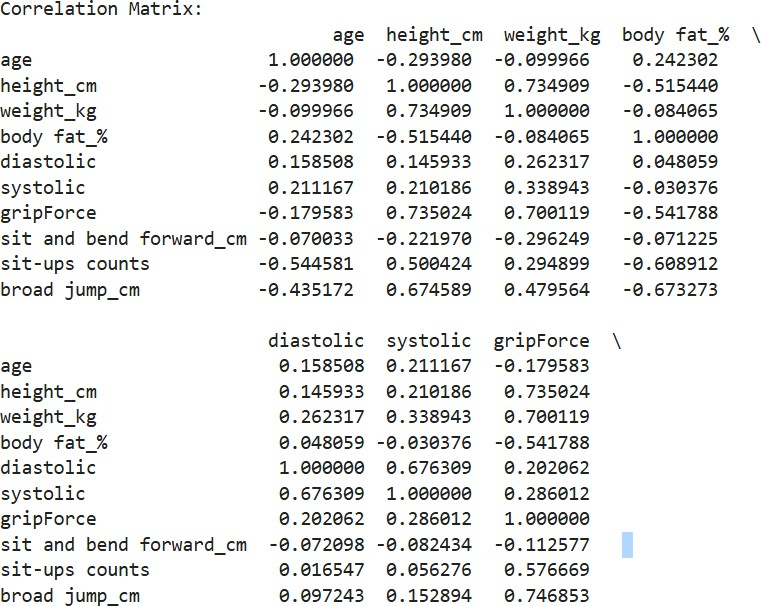 Correlation Matrix:
age height_cm weight_kg body fat_% \
age 1.000000 -0.293980 -0.099966 0.242302
height_cm -0.293980 1.000000 0.734909 -0.515440
weight_kg -0.099966 0.734909 1.000000 -0.084065
body fat_% 0.242302 -0.515440 -0.084065 1.000000
diastolic 0.158508 0.145933 0.262317 0.048059
systolic 0.211167 0.210186 0.338943 -0.030376
gripForce -0.179583 0.735024 0.700119 -0.541788
sit and bend forward_cm -0.070033 -0.221970 -0.296249 -0.071225
sit-ups counts -0.544581 0.500424 0.294899 -0.608912
broad jump_cm -0.435172 0.674589 0.479564 -0.673273
diastolic systolic gripForce \
age 0.158508 0.211167 -0.179583
height_cm 0.145933 0.210186 0.735024
weight_kg 0.262317 0.338943 0.700119
body fat_% 0.048059 -0.030376 -0.541788
diastolic 1.000000 0.676309 0.202062
systolic 0.676309 1.000000 0.286012
gripForce 0.202062 0.286012 1.000000
sit and bend forward_cm -0.072098 -0.082434 -0.112577
sit-ups counts 0.016547 0.056276 0.576669
broad jump_cm 0.097243 0.152894 0.746853